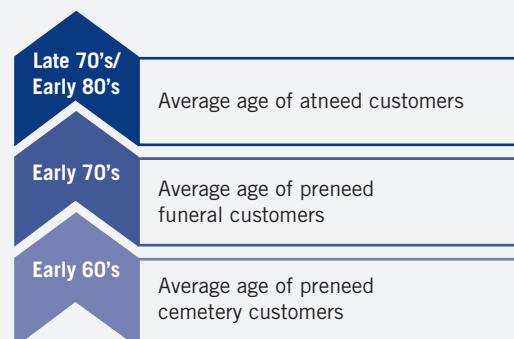 Late 70's/
Early 80's
Average age of atneed customers
Early 70's
Average age of preneed
funeral customers
Early 60's
Average age of preneed
cemetery customers